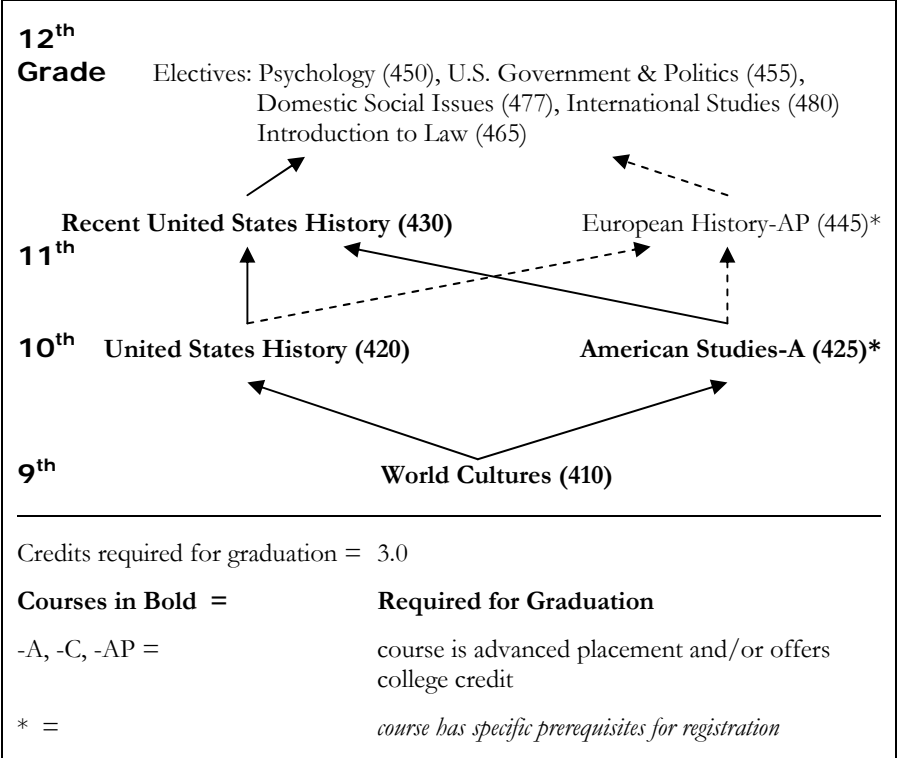 12th
Grade Electives: Psychology (450), U.S. Government & Politics (455),
Domestic Social Issues (477), International Studies (480)
Introduction to Law (465)
Recent United States History (430) European History-AP (445)*
11th
10th United States History (420) American Studies-A (425)*
9th World Cultures (410)
Credits required for graduation = 3.0
Courses in Bold = Required for Graduation
-A, -C, -AP = course is advanced placement and/or offers
college credit
* = course has specific prerequisites for registration